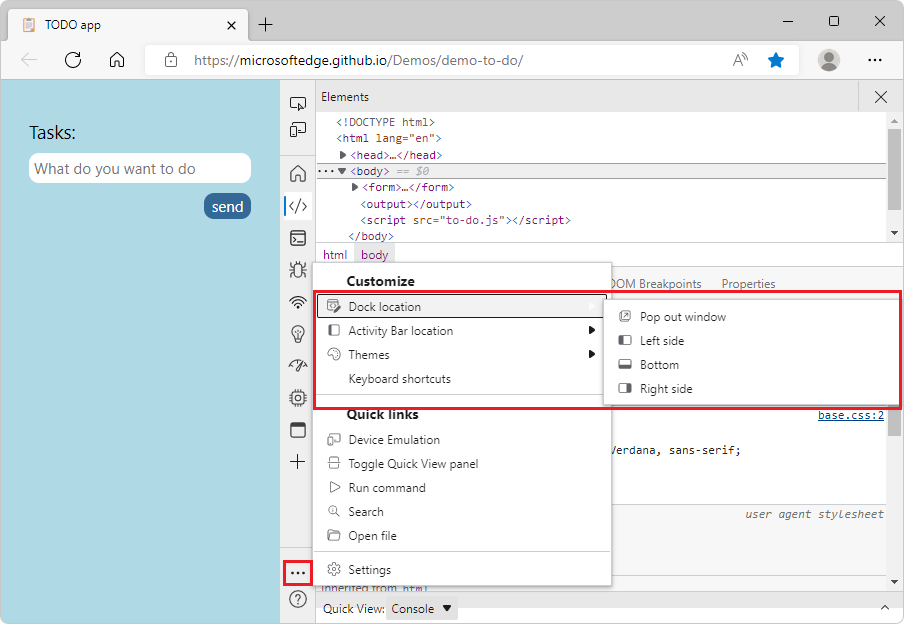 TODO app
https://microsoftedge.github.io/Demos/demo-to-do/
Tasks:
What do you want to do
send
Elements
<!DOCTYPE html>
<html lang="en">
<head>…</head>
<body> == $0
<form>…</form>
<output></output>
<script src="to-do.js"></script>
</body>
html body
Customize
DOM Breakpoints Properties
Dock location
Activity Bar location
Themes
Keyboard shortcuts
Pop out window
Left side
Bottom
Right side
Quick links
base.css:2
Device Emulation
Verdana, sans-serif;
Toggle Quick View panel
Run command
Search
user agent stylesheet
Open file
Settings
Inherited from html
Quick View: Console